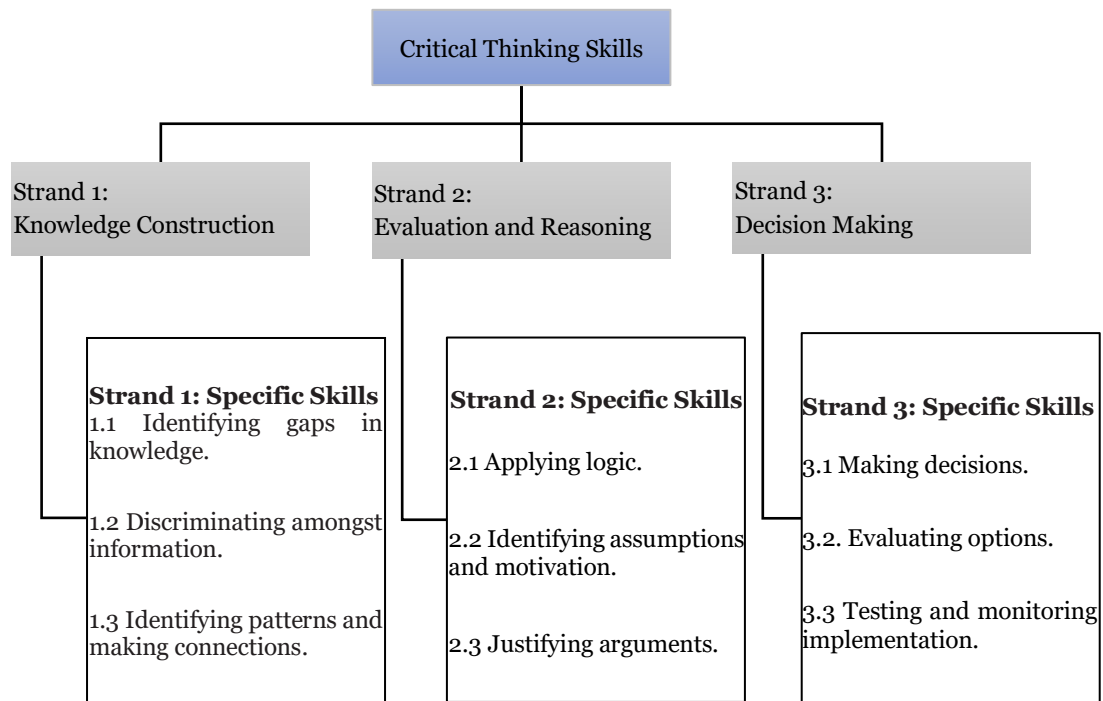 Critical Thinking Skills
Strand 1:
Knowledge Construction
Strand 2:
Evaluation and Reasoning
Strand 3:
Decision Making
Strand 1: Specific Skills
1.1 Identifying gaps in
knowledge.
1.2 Discriminating amongst
information.
1.3 Identifying patterns and
making connections.
Strand 2: Specific Skills
2.1 Applying logic.
2.2 Identifying assumptions
and motivation.
2.3 Justifying arguments.
Strand 3: Specific Skills
3.1 Making decisions.
3.2. Evaluating options.
3.3 Testing and monitoring
implementation.